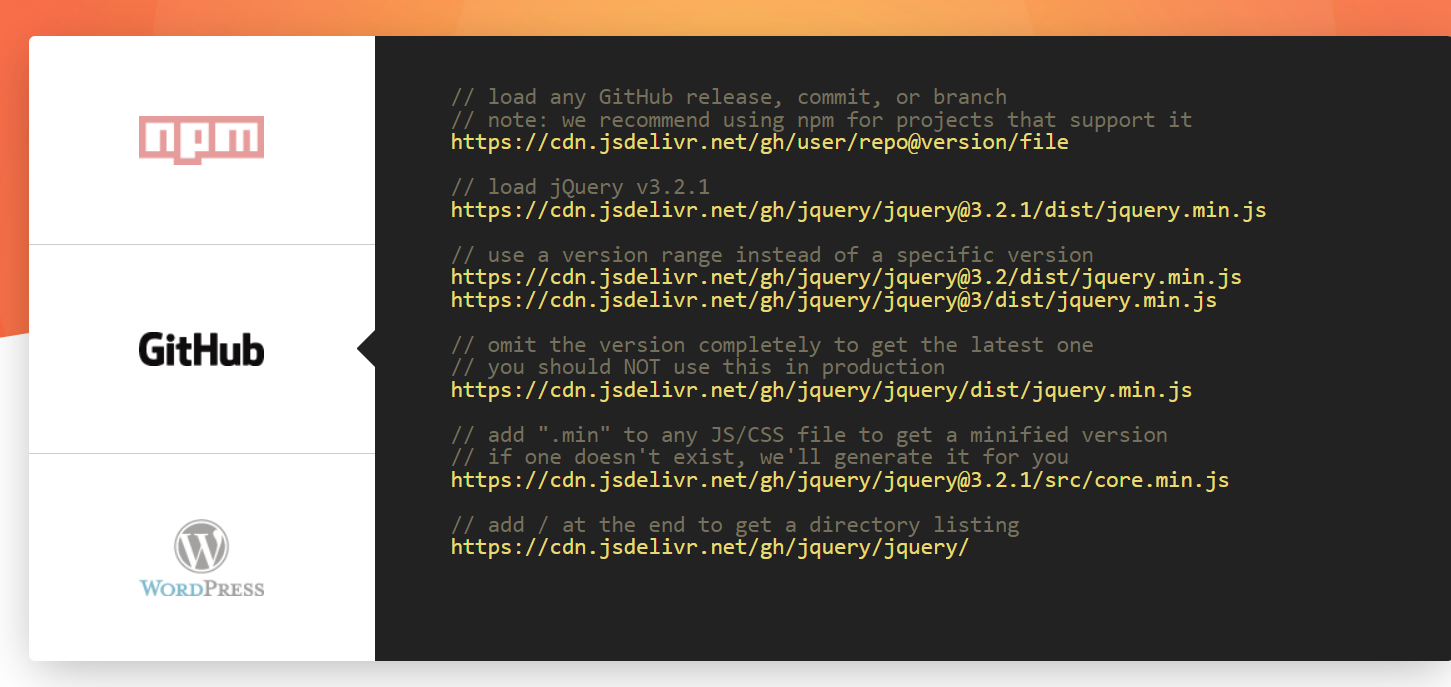 npm
GitHub
WORDPRESS
// load any GitHub release, commit, or branch
// note: we recommend using npm for projects that support it
https://cdn.jsdelivr.net/gh/user/repo@version/file
// load jQuery v3.2.1
https://cdn.jsdelivr.net/gh/jquery/jquery@3.2.1/dist/jquery.min.js
// use a version range instead of a specific version
https://cdn.jsdelivr.net/gh/jquery/jquery@3.2/dist/jquery.min.js
https://cdn.jsdelivr.net/gh/jquery/jquery@3/dist/jquery.min.js
// omit the version completely to get the latest one
// you should NOT use this in production
https://cdn.jsdelivr.net/gh/jquery/jquery/dist/jquery.min.js
// add ".min" to any JS/CSS file to get a minified version
// if one doesn't exist, we'll generate it for you
https://cdn.jsdelivr.net/gh/jquery/jquery@3.2.1/src/core.min.js
// add / at the end to get a directory listing
https://cdn.jsdelivr.net/gh/jquery/jquery/